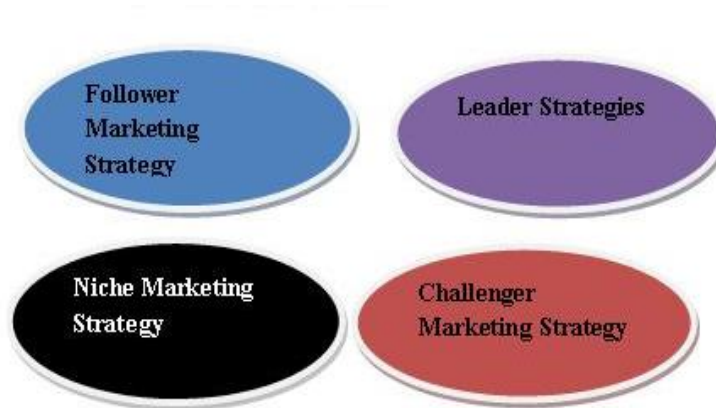 Follower
Marketing
Strategy
Leader Strategies
Niche Marketing
Strategy
Challenger
Marketing Strategy